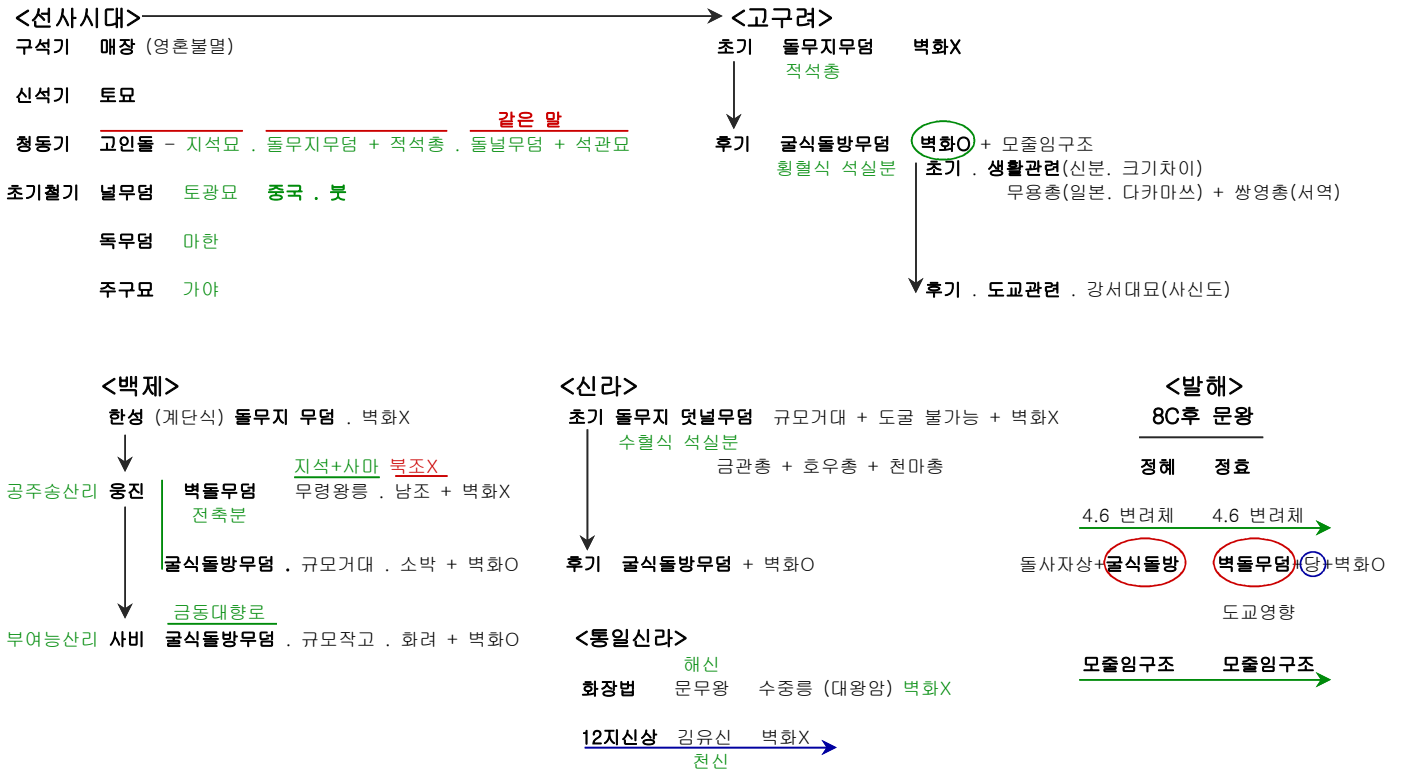 <선사시대>
구석기 매장 (영혼불멸)
신석기 토묘
같은 말
청동기 고인돌 - 지석묘 . 돌무지무덤 + 적석총 . 돌널무덤 + 석관묘
초기철기 널무덤 토광묘 중국 . 붓
독무덤 마한
주구묘 가야
<고구려>
초기 돌무지무덤 벽화X
적석총
후기 굴식돌방무덤 벽화O + 모줄임구조
횡혈식 석실분
초기 . 생활관련(신분. 크기차이)
무용총(일본. 다카마쓰) + 쌍영총(서역)
후기 . 도교관련 . 강서대묘(사신도)
<백제>
한성 (계단식) 돌무지 무덤 . 벽화X
지석+사마 북조X
공주송산리 웅진 벽돌무덤 무령왕릉 . 남조 + 벽화X
전축분
굴식돌방무덤 . 규모거대 . 소박 + 벽화O
금동대향로
부여능산리 사비 굴식돌방무덤 . 규모작고 . 화려 + 벽화O
<신라>
초기 돌무지 덧널무덤 규모거대 + 도굴 불가능 + 벽화X
수혈식 석실분
금관총 + 호우총 + 천마총
후기 굴식돌방무덤 + 벽화O
<통일신라>
해신
화장법 문무왕 수중릉 (대왕암) 벽화X
12지신상 김유신 벽화X
천신
<발해>
8C후 문왕
정혜 정효
4.6 변려체 4.6 변려체
돌사자상+굴식돌방 벽돌무덤+당+벽화O
도교영향
모줄임구조 모줄임구조